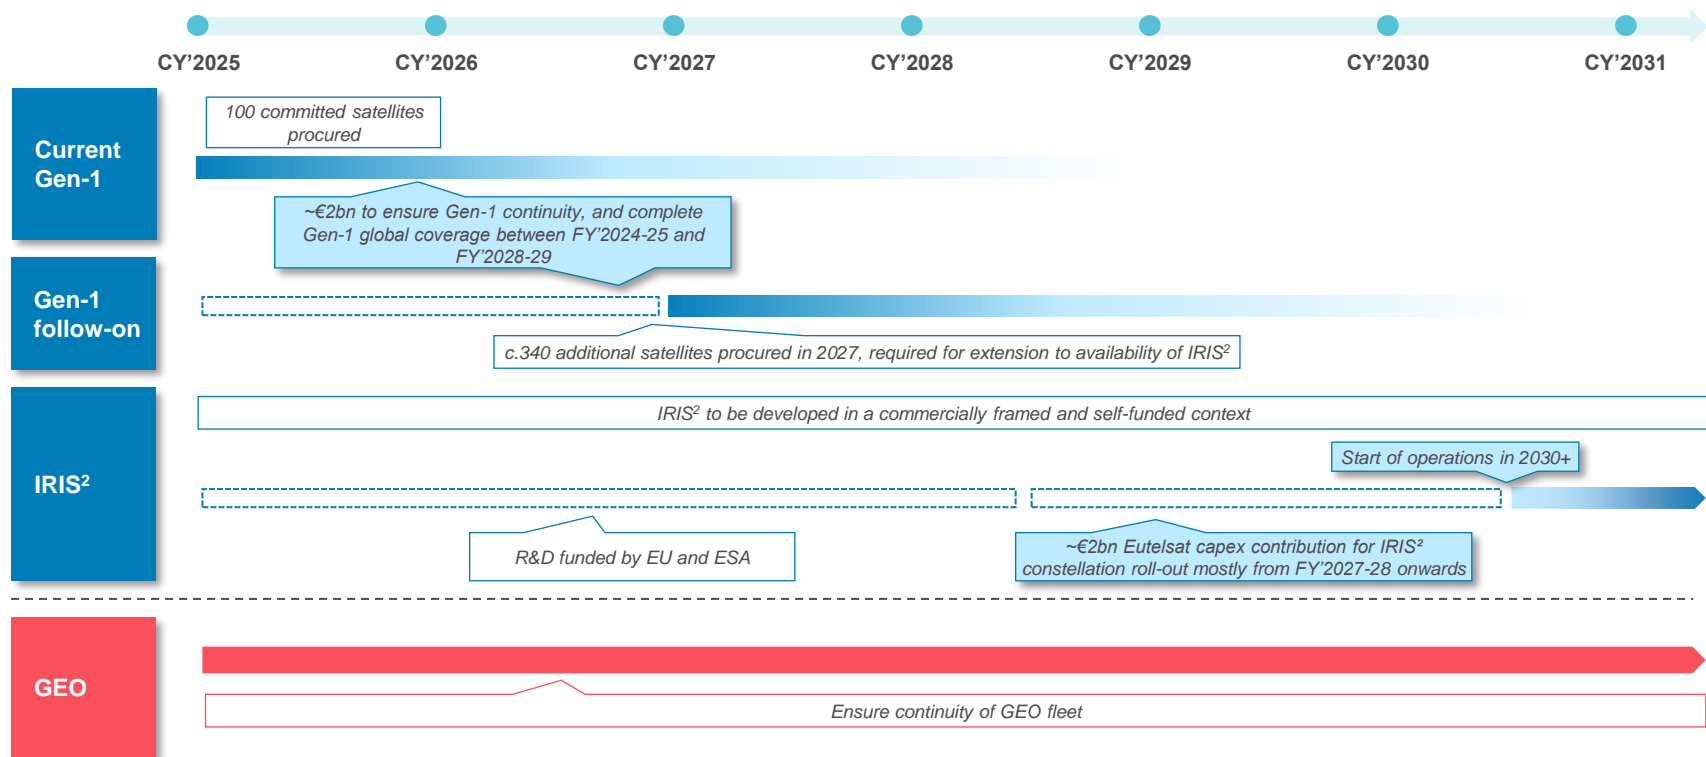 CY'2025 CY'2026 CY'2027 CY'2028 CY'2029 CY'2030 CY'2031
Current
Gen-1
100 committed satellites
procured
~€2bn to ensure Gen-1 continuity, and complete
Gen-1 global coverage between FY'2024-25 and
FY'2028-29
Gen-1
follow-on
c.340 additional satellites procured in 2027, required for extension to availability of IRIS²
IRIS²
IRIS² to be developed in a commercially framed and self-funded context
Start of operations in 2030+
R&D funded by EU and ESA
~€2bn Eutelsat capex contribution for IRIS²
constellation roll-out mostly from FY'2027-28 onwards
GEO
Ensure continuity of GEO fleet